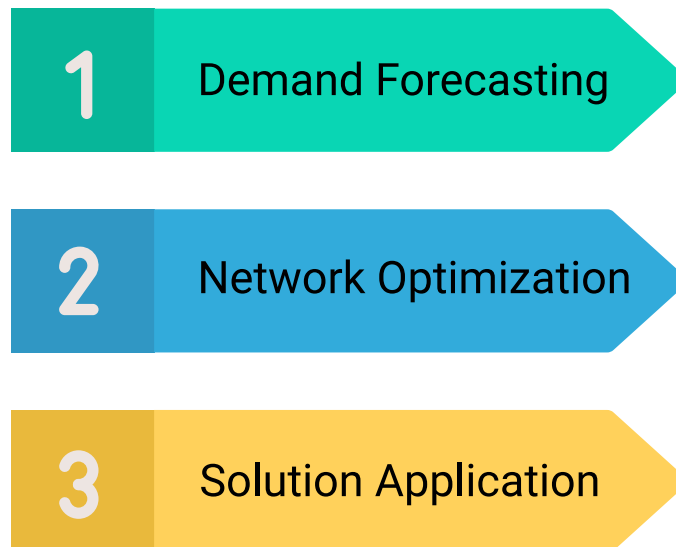 1 Demand Forecasting
2 Network Optimization
3 Solution Application